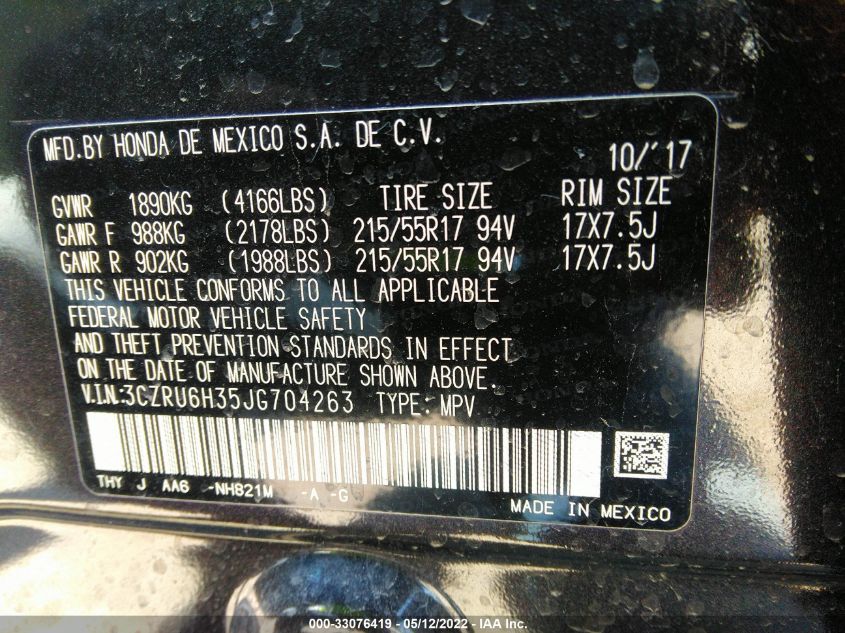 MFD.BY HONDA DE MEXICO S.A. DE C.V.
10/'17
GVWR 1890KG (4166LBS) TIRE SIZE RIM SIZE
GAWR F 988KG (2178LBS) 215/55R17 94V 17X7.5J
GAWR R 902KG (1988LBS) 215/55R17 94V 17X7.5J
THIS VEHICLE CONFORMS TO ALL APPLICABLE
FEDERAL MOTOR VEHICLE SAFETY
AND THEFT PREVENTION STANDARDS IN EFFECT
ON THE DATE OF MANUFACTURE SHOWN ABOVE.
V.I.N:3CZRU6H35JG704263 TYPE: MPV
THY J AA6 -NH821M -A -G
MADE IN MEXICO
000-33076419 - 05/12/2022 - IAA Inc.